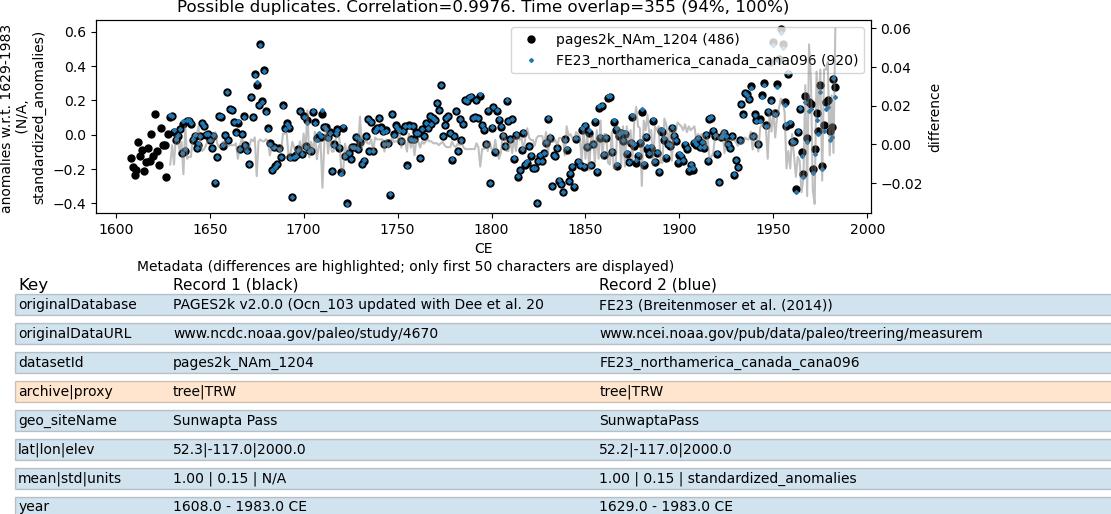 Possible duplicates. Correlation=0.9976. Time overlap=355 (94%, 100%)
anomalies w.r.t. 1629-1983
(N/A,
standardized_anomalies)
0.6
0.4
0.2
0.0
−0.2
−0.4
pages2k_NAm_1204 (486)
FE23_northamerica_canada_cana096 (920)
0.06
0.04
0.02
0.00
−0.02
difference
1600 1650 1700 1750 1800 1850 1900 1950 2000
CE
Metadata (differences are highlighted; only first 50 characters are displayed)
Key Record 1 (black) Record 2 (blue)
originalDatabase PAGES2k v2.0.0 (Ocn_103 updated with Dee et al. 20 FE23 (Breitenmoser et al. (2014))
originalDataURL www.ncdc.noaa.gov/paleo/study/4670 www.ncei.noaa.gov/pub/data/paleo/treering/measurem
datasetId pages2k_NAm_1204 FE23_northamerica_canada_cana096
archive|proxy tree|TRW tree|TRW
geo_siteName Sunwapta Pass SunwaptaPass
lat|lon|elev 52.3|-117.0|2000.0 52.2|-117.0|2000.0
mean|std|units 1.00 | 0.15 | N/A 1.00 | 0.15 | standardized_anomalies
year 1608.0 - 1983.0 CE 1629.0 - 1983.0 CE